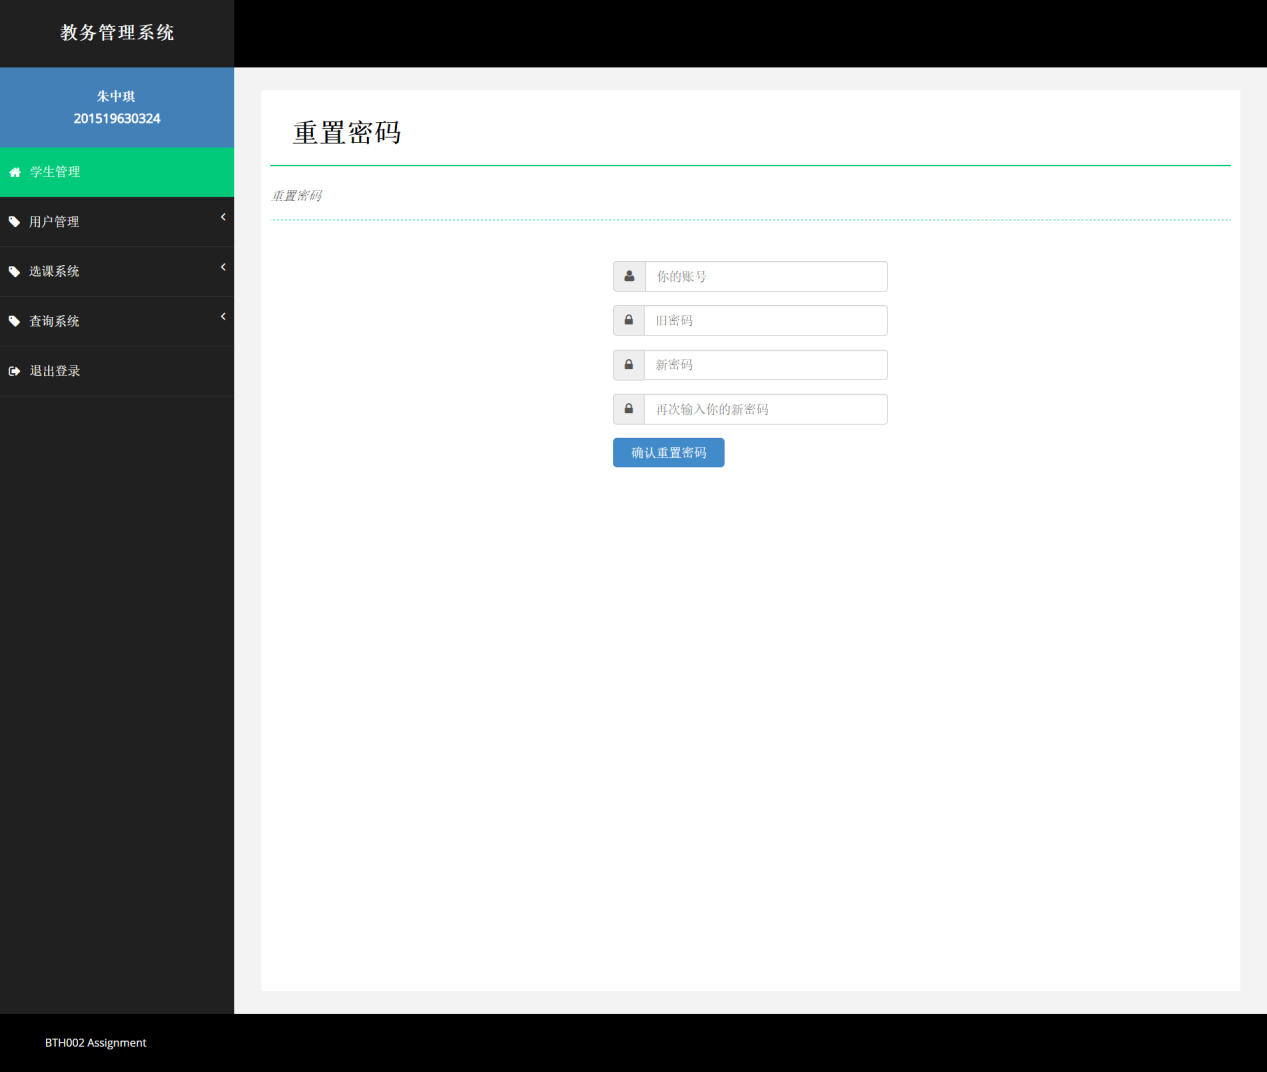 教务管理系统
朱中琪
201519630324
学生管理
用户管理
选课系统
查询系统
退出登录
重置密码
重置密码
你的账号
旧密码
新密码
再次输入你的新密码
确认重置密码
BTH002 Assignment